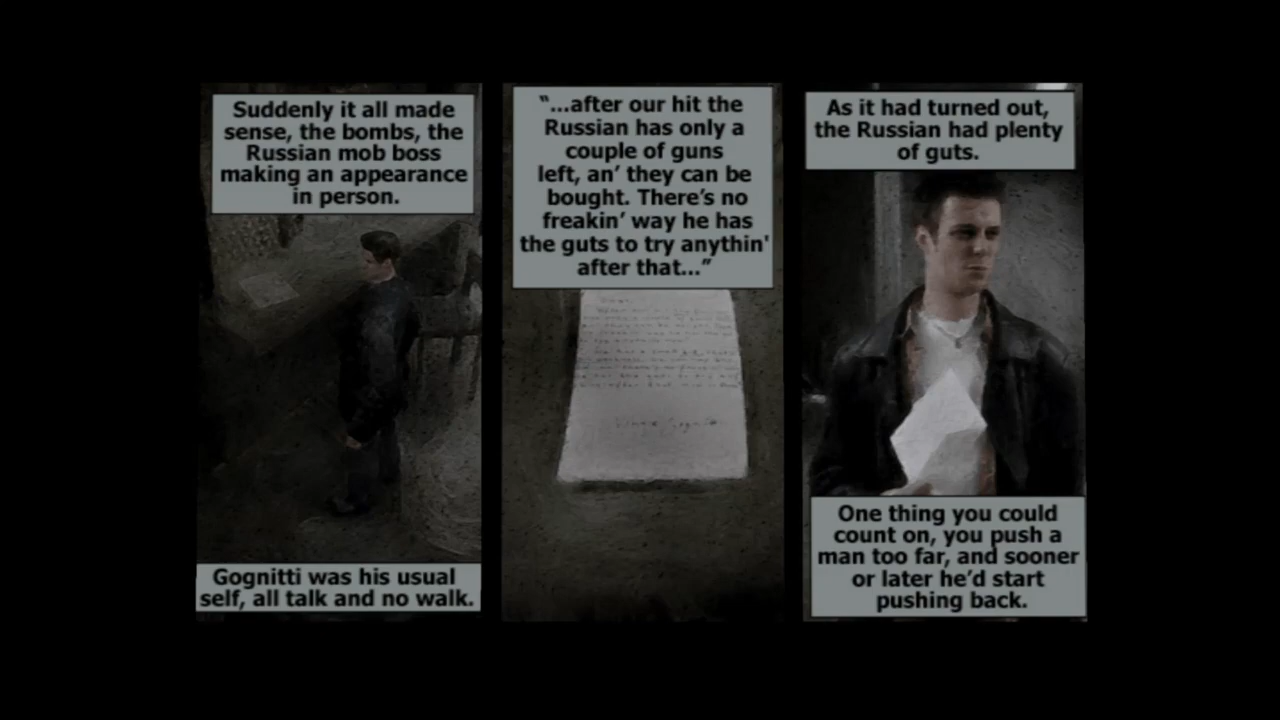 Suddenly it all made
sense, the bombs, the
Russian mob boss
making an appearance
in person.
Gognitti was his usual
self, all talk and no walk.
“...after our hit the
Russian has only a
couple of guns
left, an’ they can be
bought. There’s no
freakin’ way he has
the guts to try anythin'
after that...”
As it had turned out,
the Russian had plenty
of guts.
One thing you could
count on, you push a
man too far, and sooner
or later he’d start
pushing back.